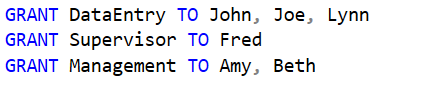 GRANT DataEntry TO John, Joe, Lynn
GRANT Supervisor TO Fred
GRANT Management TO Amy, Beth